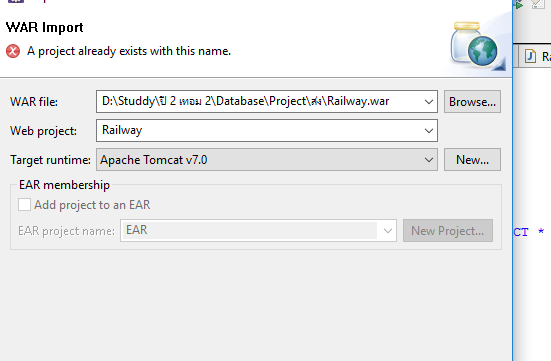 WAR Import
A project already exists with this name.
WAR file: D:\Studdy\ปี 2 เทอม 2\Database\Project\ส่ง\Railway.war Browse...
Web project: Railway
Target runtime: Apache Tomcat v7.0 New...
EAR membership
Add project to an EAR
EAR project name: EAR New Project...
J Ra
CT *